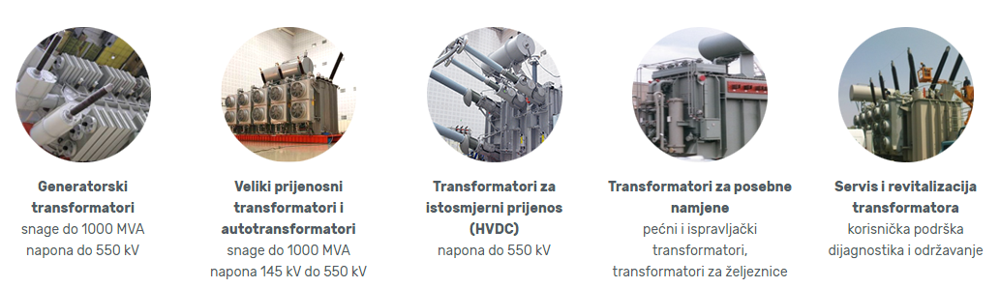 Generatorski
transformatori
snage do 1000 MVA
napona do 550 kV
Veliki prijenosni
transformatori i
autotransformatori
snage do 1000 MVA
napona 145 kV do 550 kV
Transformatori za
istosmjerni prijenos
(HVDC)
napona do 550 kV
Transformatori za posebne
namjene
pećni i ispravljački
transformatori,
transformatori za željeznice
Servis i revitalizacija
transformatora
korisnička podrška
dijagnostika i održavanje